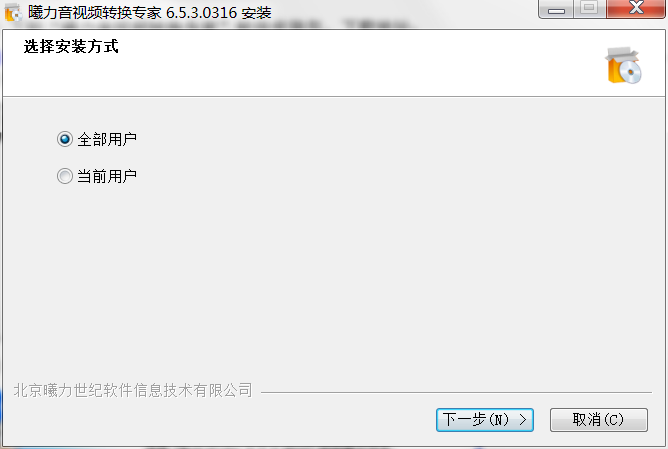 曦力音视频转换专家 6.5.3.0316 安装
选择安装方式
全部用户
当前用户
北京曦力世纪软件信息技术有限公司
下一步(N) >
取消(C)